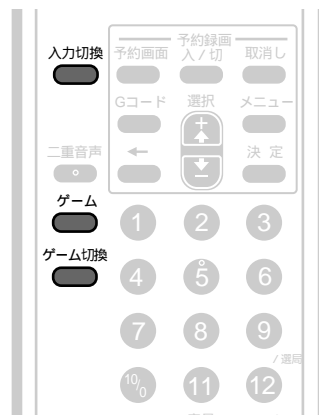 予約録画
入力切換 予約画面 入/切 取消し
Gコード 選択 メニュー
+
二重音声 ← 決 定
−
ゲーム
1 2 3
ゲーム切換
4 5 6
7 8 9
/選局
10/0 11 12